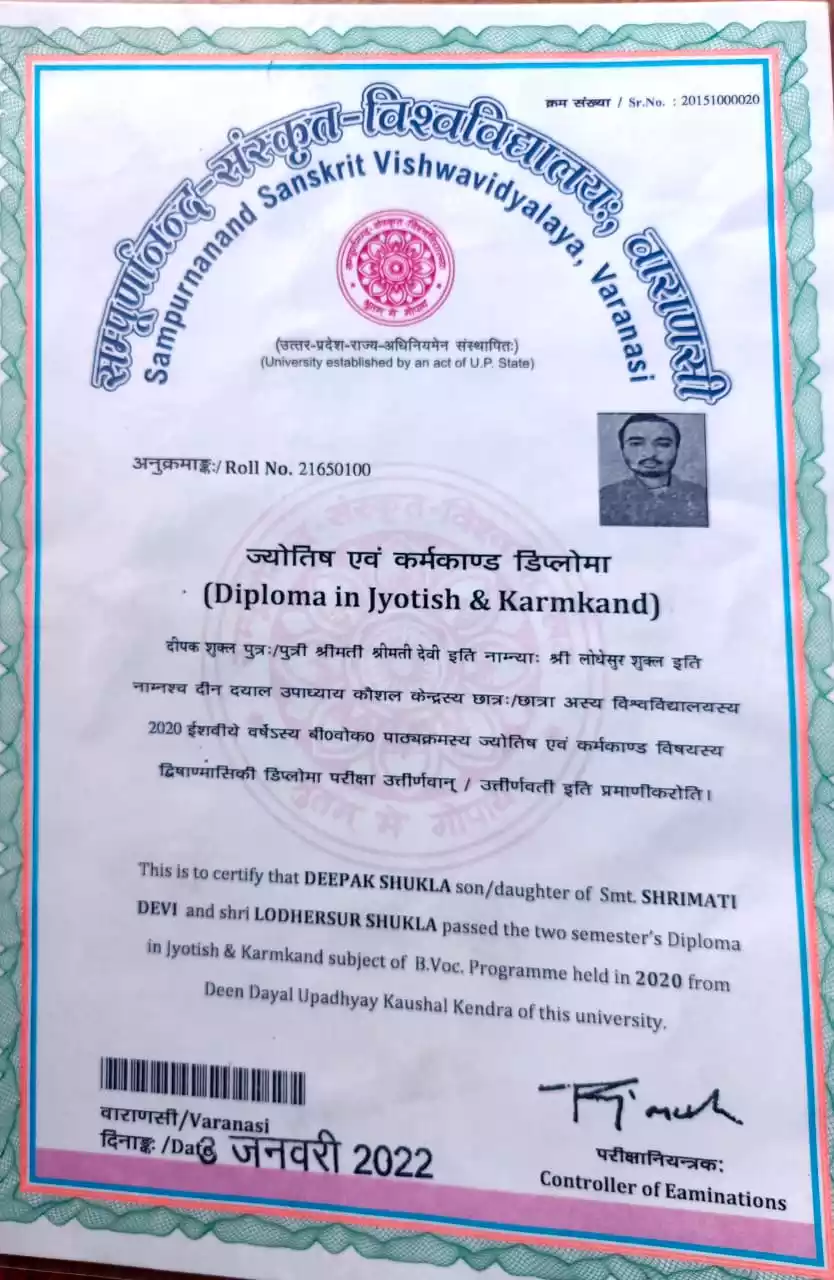 क्रम संख्या / Sr.No. : 20151000020
सम्पूर्णानन्द-संस्कृत-विश्वविद्यालयः, वाराणसी
Sampurnanand Sanskrit Vishwavidyalaya, Varanasi
(उत्तर-प्रदेश-राज्य-अधिनियमेन संस्थापितः)
(University established by an act of U.P. State)
अनुक्रमाङ्कः/ Roll No. 21650100
ज्योतिष एवं कर्मकाण्ड डिप्लोमा
(Diploma in Jyotish & Karmkand)
दीपक शुक्ल पुत्रः/पुत्री श्रीमती श्रीमती देवी इति नाम्न्याः श्री लोधेसुर शुक्ल इति
नाम्नश्च दीन दयाल उपाध्याय कौशल केन्द्रस्य छात्रः/छात्रा अस्य विश्वविद्यालयस्य
2020 ईशवीये वर्षेऽस्य बी०वोक० पाठ्यक्रमस्य ज्योतिष एवं कर्मकाण्ड विषयस्य
द्विषाण्मासिकी डिप्लोमा परीक्षा उत्तीर्णवान् / उत्तीर्णवती इति प्रमाणीकरोति।
This is to certify that DEEPAK SHUKLA son/daughter of Smt. SHRIMATI
DEVI and shri LODHERSUR SHUKLA passed the two semester's Diploma
in Jyotish & Karmkand subject of B.Voc. Programme held in 2020 from
Deen Dayal Upadhyay Kaushal Kendra of this university.
वाराणसी/Varanasi
दिनाङ्कः /Date 3 जनवरी 2022
परीक्षानियन्त्रकः
Controller of Eaminations